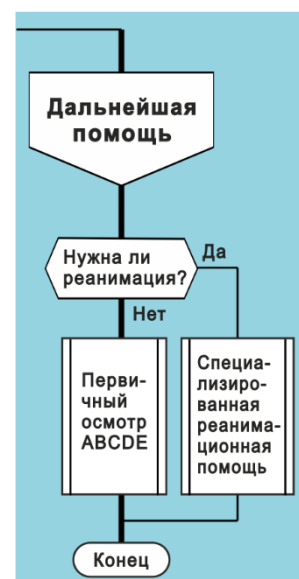 Дальнейшая
помощь
Нужна ли
реанимация?
Да
Нет
Перви-
чный
осмотр
ABCDE
Специа-
лизиро-
ванная
реанима-
ционная
помощь
Конец